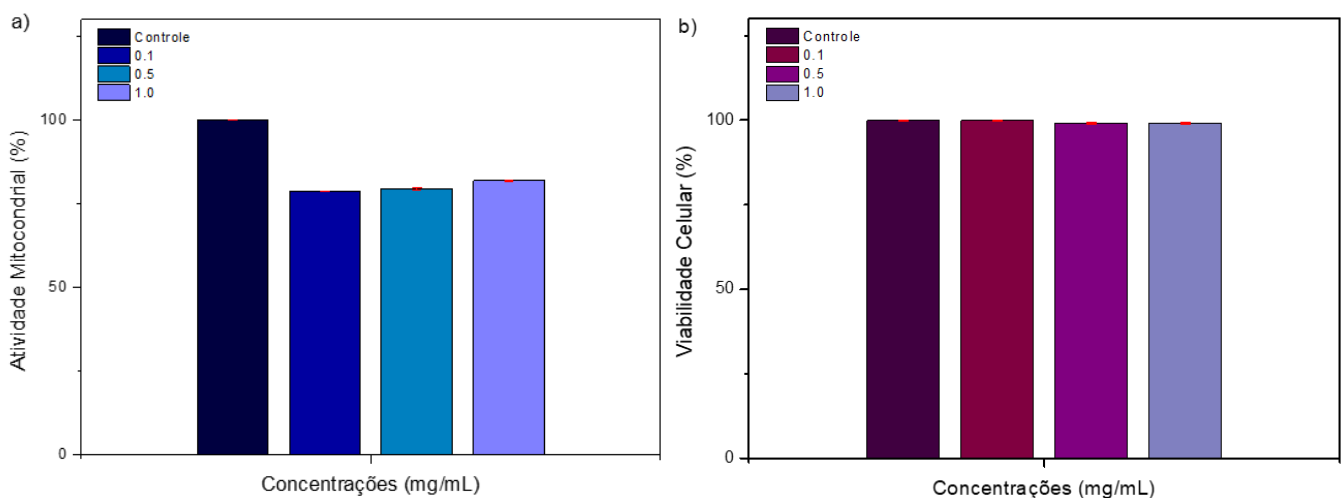 a)
Controle
0.1
0.5
1.0
100
50
0
Atividade Mitocondrial (%)
Concentrações (mg/mL)
b)
Controle
0.1
0.5
1.0
100
50
0
Viabilidade Celular (%)
Concentrações (mg/mL)